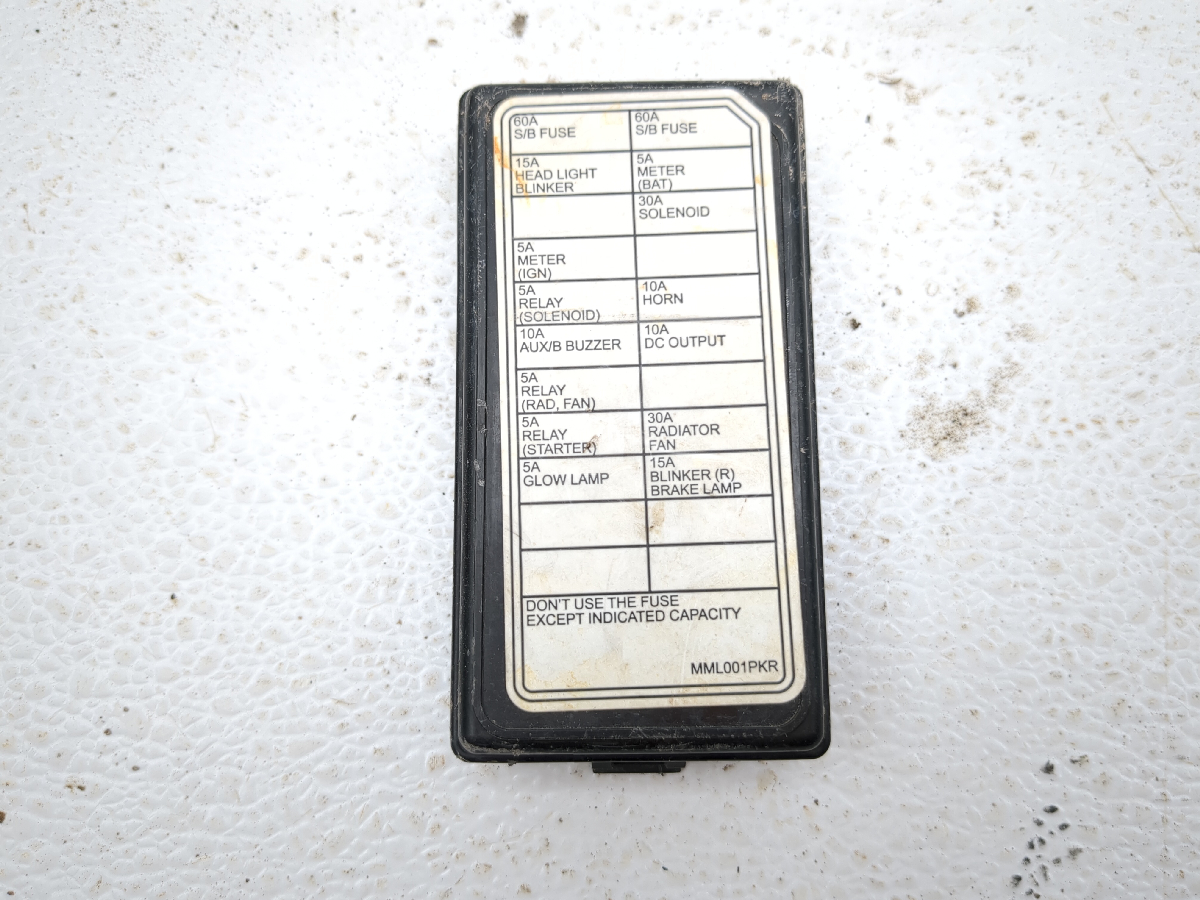 60A
S/B FUSE
60A
S/B FUSE
15A
HEAD LIGHT
BLINKER
5A
METER
(BAT)
30A
SOLENOID
5A
METER
(IGN)
5A
RELAY
(SOLENOID)
10A
HORN
10A
AUX/B BUZZER
10A
DC OUTPUT
5A
RELAY
(RAD, FAN)
5A
RELAY
(STARTER)
30A
RADIATOR
FAN
5A
GLOW LAMP
15A
BLINKER (R)
BRAKE LAMP
DON'T USE THE FUSE
EXCEPT INDICATED CAPACITY
MML001PKR